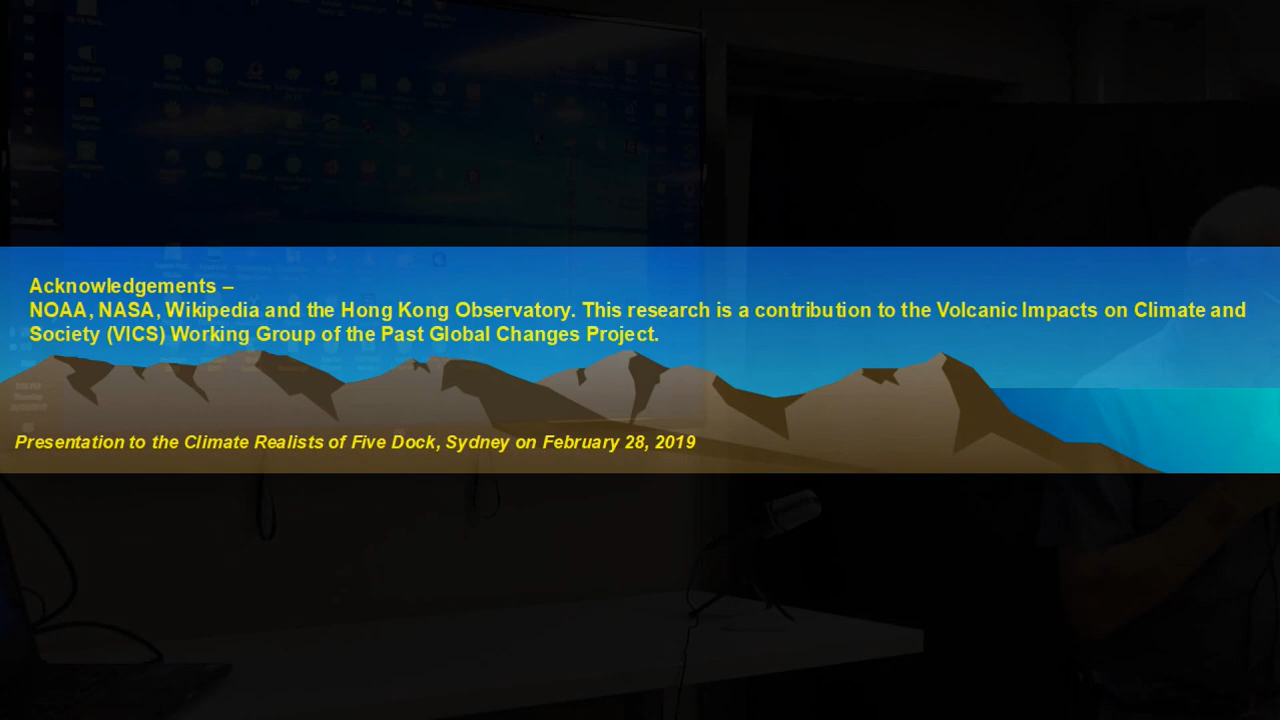 Acknowledgements –
NOAA, NASA, Wikipedia and the Hong Kong Observatory. This research is a contribution to the Volcanic Impacts on Climate and
Society (VICS) Working Group of the Past Global Changes Project.
Presentation to the Climate Realists of Five Dock, Sydney on February 28, 2019